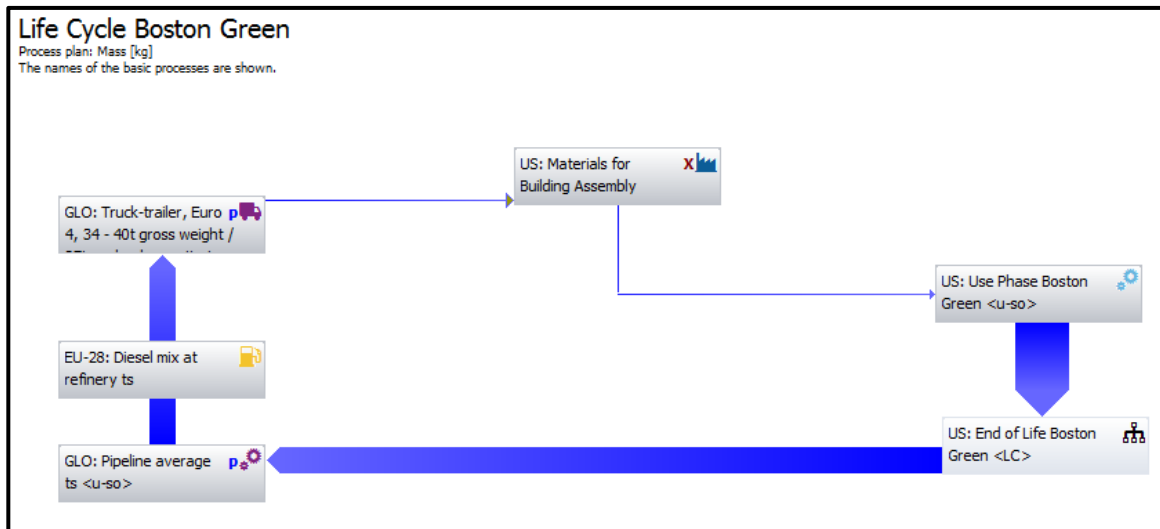 Life Cycle Boston Green
Process plan: Mass [kg]
The names of the basic processes are shown.
US: Materials for
Building Assembly
X
GLO: Truck-trailer, Euro
4, 34 - 40t gross weight /
p
US: Use Phase Boston
Green <u-so>
EU-28: Diesel mix at
refinery ts
US: End of Life Boston
Green <LC>
GLO: Pipeline average
ts <u-so>
p